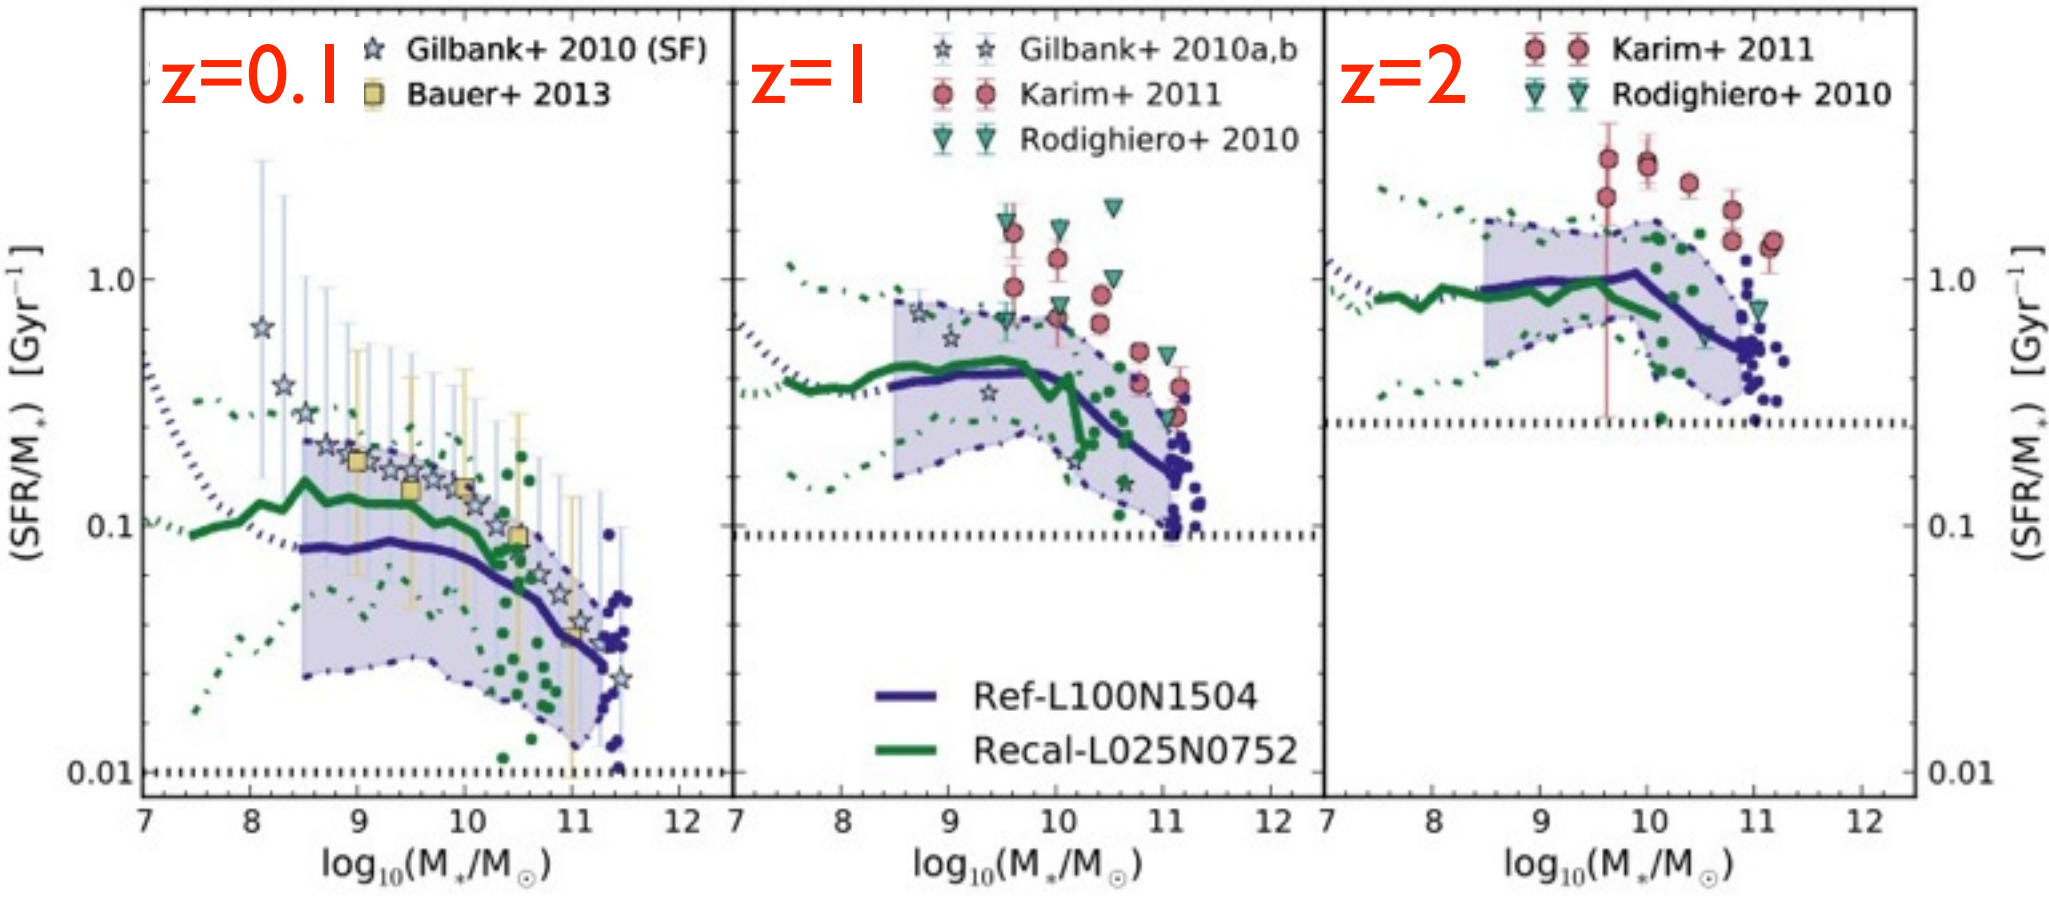 z=0.1
Gilbank+ 2010 (SF)
Bauer+ 2013
z=1
Gilbank+ 2010a,b
Karim+ 2011
Rodighiero+ 2010
z=2
Karim+ 2011
Rodighiero+ 2010
(SFR/M*) [Gyr⁻¹]
1.0
0.1
0.01
Ref-L100N1504
Recal-L025N0752
1.0
0.1
0.01
(SFR/M*) [Gyr⁻¹]
7 8 9 10 11 12
7 8 9 10 11 12
7 8 9 10 11 12
log₁₀(M*/M☉)
log₁₀(M*/M☉)
log₁₀(M*/M☉)